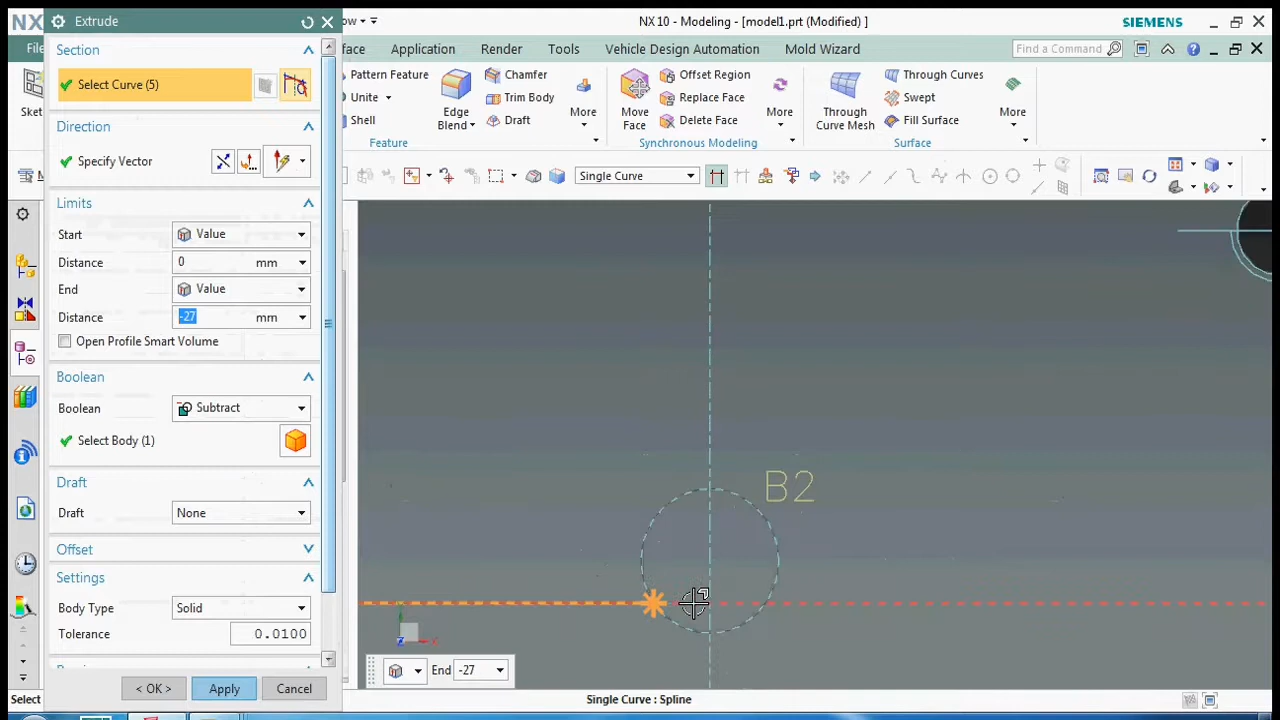 NX
Extrude
ow
NX 10 - Modeling - [model1.prt (Modified) ]
SIEMENS
File
face
Application
Render
Tools
Vehicle Design Automation
Mold Wizard
Find a Command
Section
Select Curve (5)
Direction
Specify Vector
Limits
Start
Value
Distance
0
mm
End
Value
Distance
-27
mm
Open Profile Smart Volume
Boolean
Boolean
Subtract
Select Body (1)
Draft
Draft
None
Offset
Settings
Body Type
Solid
Tolerance
0.0100
< OK >
Apply
Cancel
Sket
Pattern Feature
Unite
Shell
Edge
Blend
Chamfer
Trim Body
Draft
More
Feature
Move
Face
Offset Region
Replace Face
Delete Face
More
Synchronous Modeling
Through
Curve Mesh
Through Curves
Swept
Fill Surface
More
Surface
M
Single Curve
B2
Z
X
End
-27
Select
Single Curve : Spline